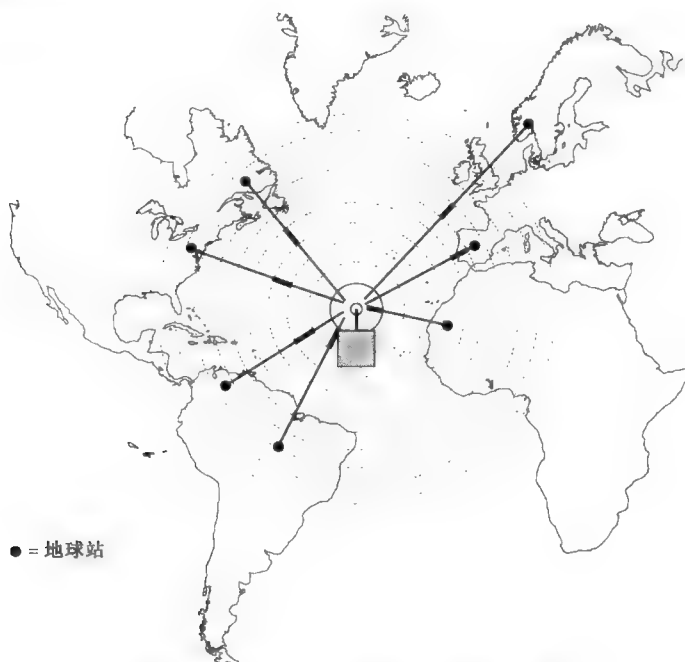 ● = 地球站